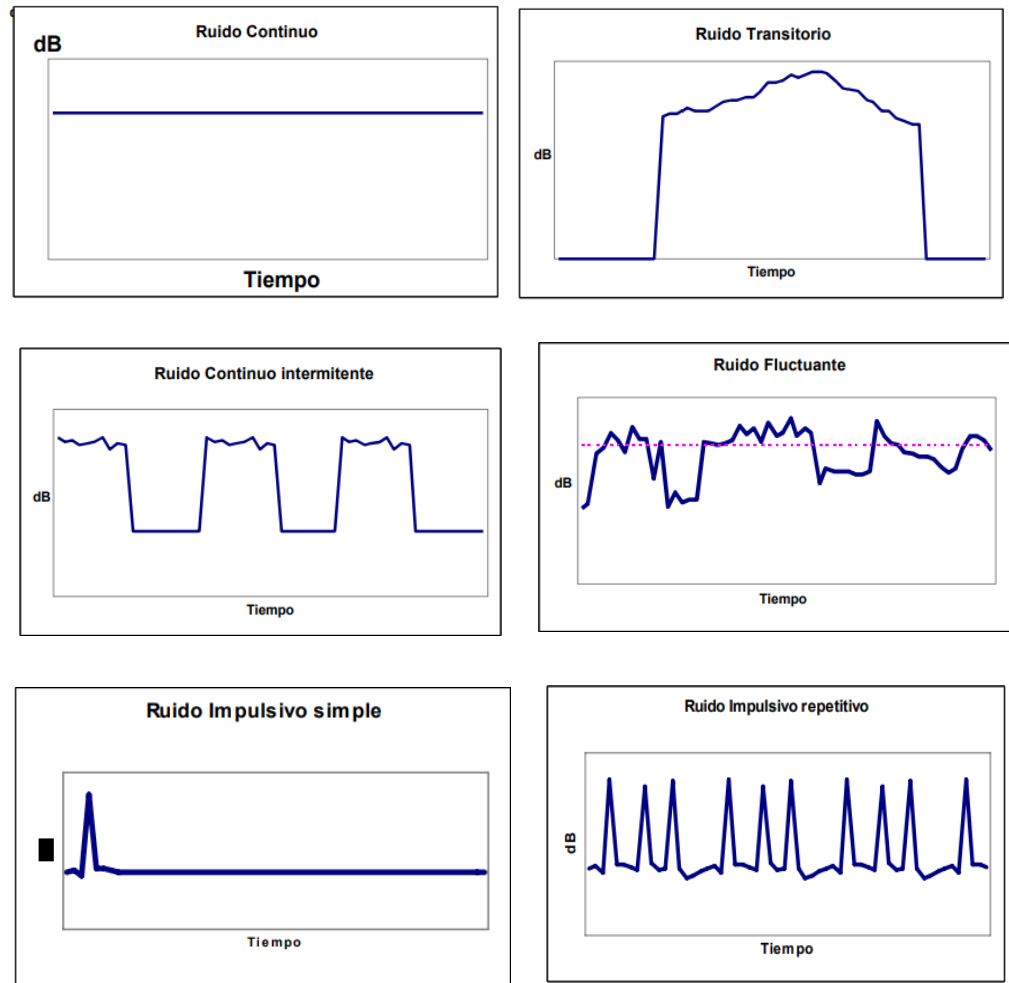 Ruido Continuo
dB
Tiempo
Ruido Transitorio
dB
Tiempo
Ruido Continuo intermitente
dB
Tiempo
Ruido Fluctuante
dB
Tiempo
Ruido Impulsivo simple
Tiempo
Ruido Impulsivo repetitivo
dB
Tiempo